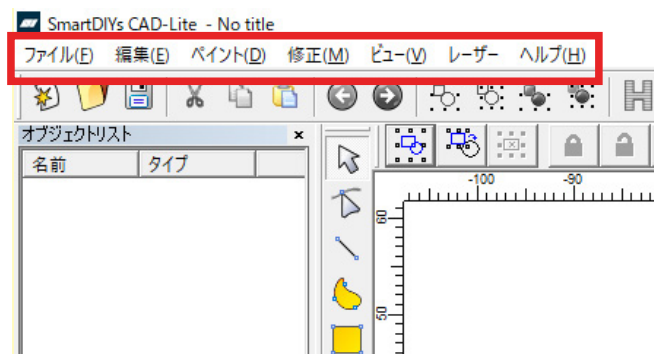 SmartDIYs CAD-Lite - No title
ファイル(F) 編集(E) ペイント(D) 修正(M) ビュー(V) レーザー ヘルプ(H)
オブジェクトリスト ×
名前 タイプ
-100 -90
60
50